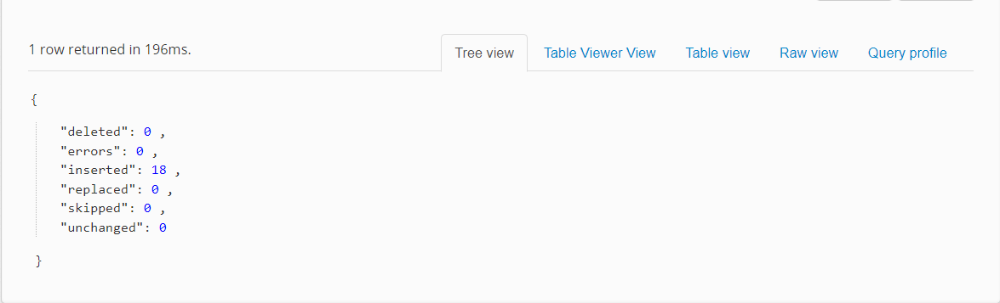 1 row returned in 196ms.
Tree view Table Viewer View Table view Raw view Query profile
{
"deleted": 0 ,
"errors": 0 ,
"inserted": 18 ,
"replaced": 0 ,
"skipped": 0 ,
"unchanged": 0
}